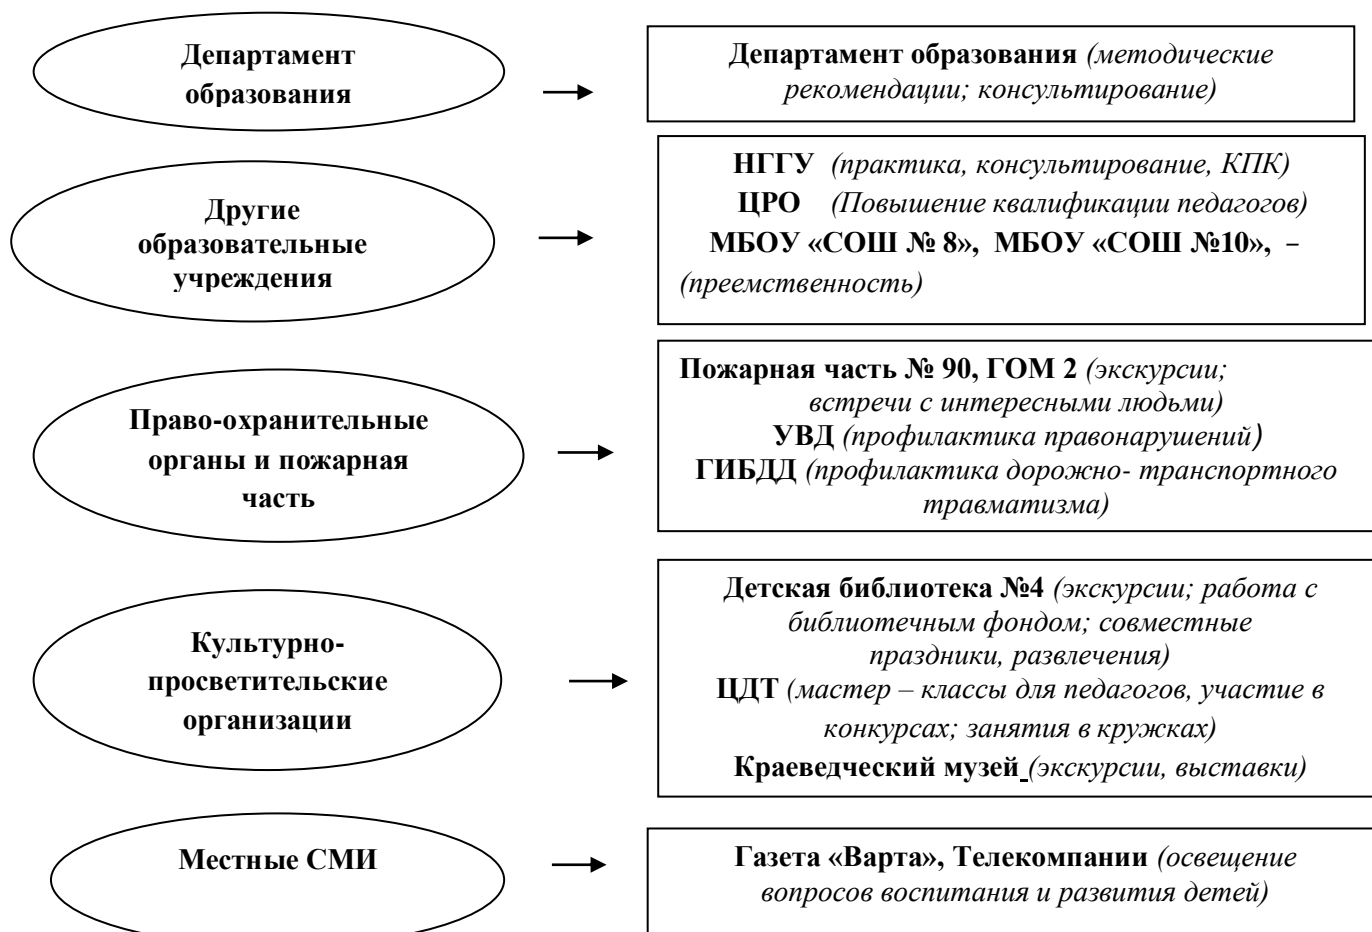 Департамент
образования
Департамент образования (методические
рекомендации; консультирование)
Другие
образовательные
учреждения
НГГУ (практика, консультирование, КПК)
ЦРО (Повышение квалификации педагогов)
МБОУ «СОШ № 8», МБОУ «СОШ №10», –
(преемственность)
Право-охранительные
органы и пожарная
часть
Пожарная часть № 90, ГОМ 2 (экскурсии;
встречи с интересными людьми)
УВД (профилактика правонарушений)
ГИБДД (профилактика дорожно- транспортного
травматизма)
Культурно-
просветительские
организации
Детская библиотека №4 (экскурсии; работа с
библиотечным фондом; совместные
праздники, развлечения)
ЦДТ (мастер – классы для педагогов, участие в
конкурсах; занятия в кружках)
Краеведческий музей (экскурсии, выставки)
Местные СМИ
Газета «Варта», Телекомпании (освещение
вопросов воспитания и развития детей)